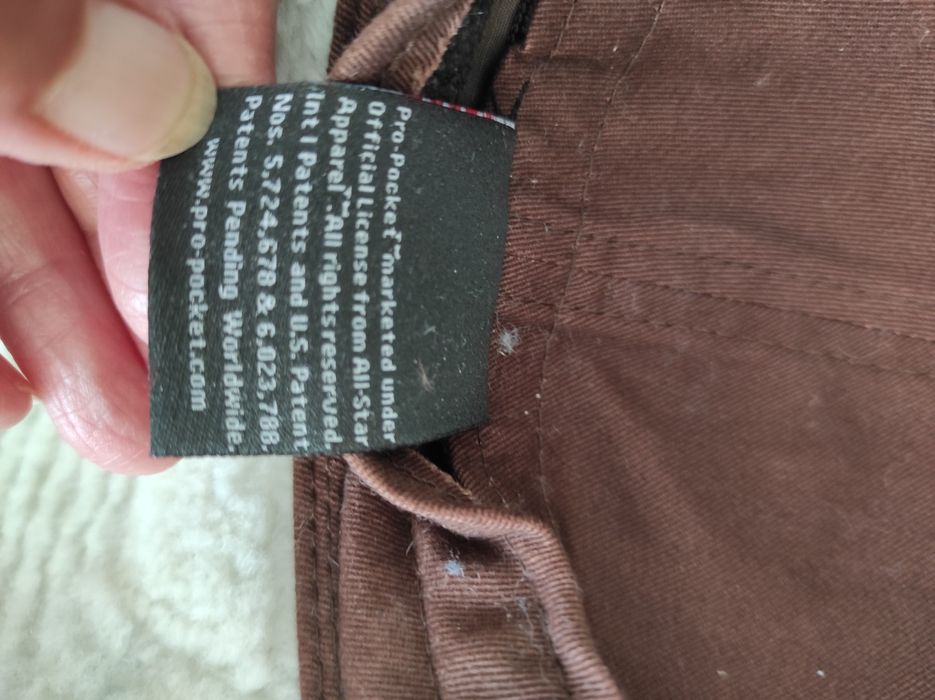 Pro-Pocket™ marketed under
Official License from All-Star
Apparel™. All rights reserved.
Int'l Patents and U.S. Patent
Nos. 5,724,678 & 6,023,788.
Patents Pending Worldwide.
www.pro-pocket.com